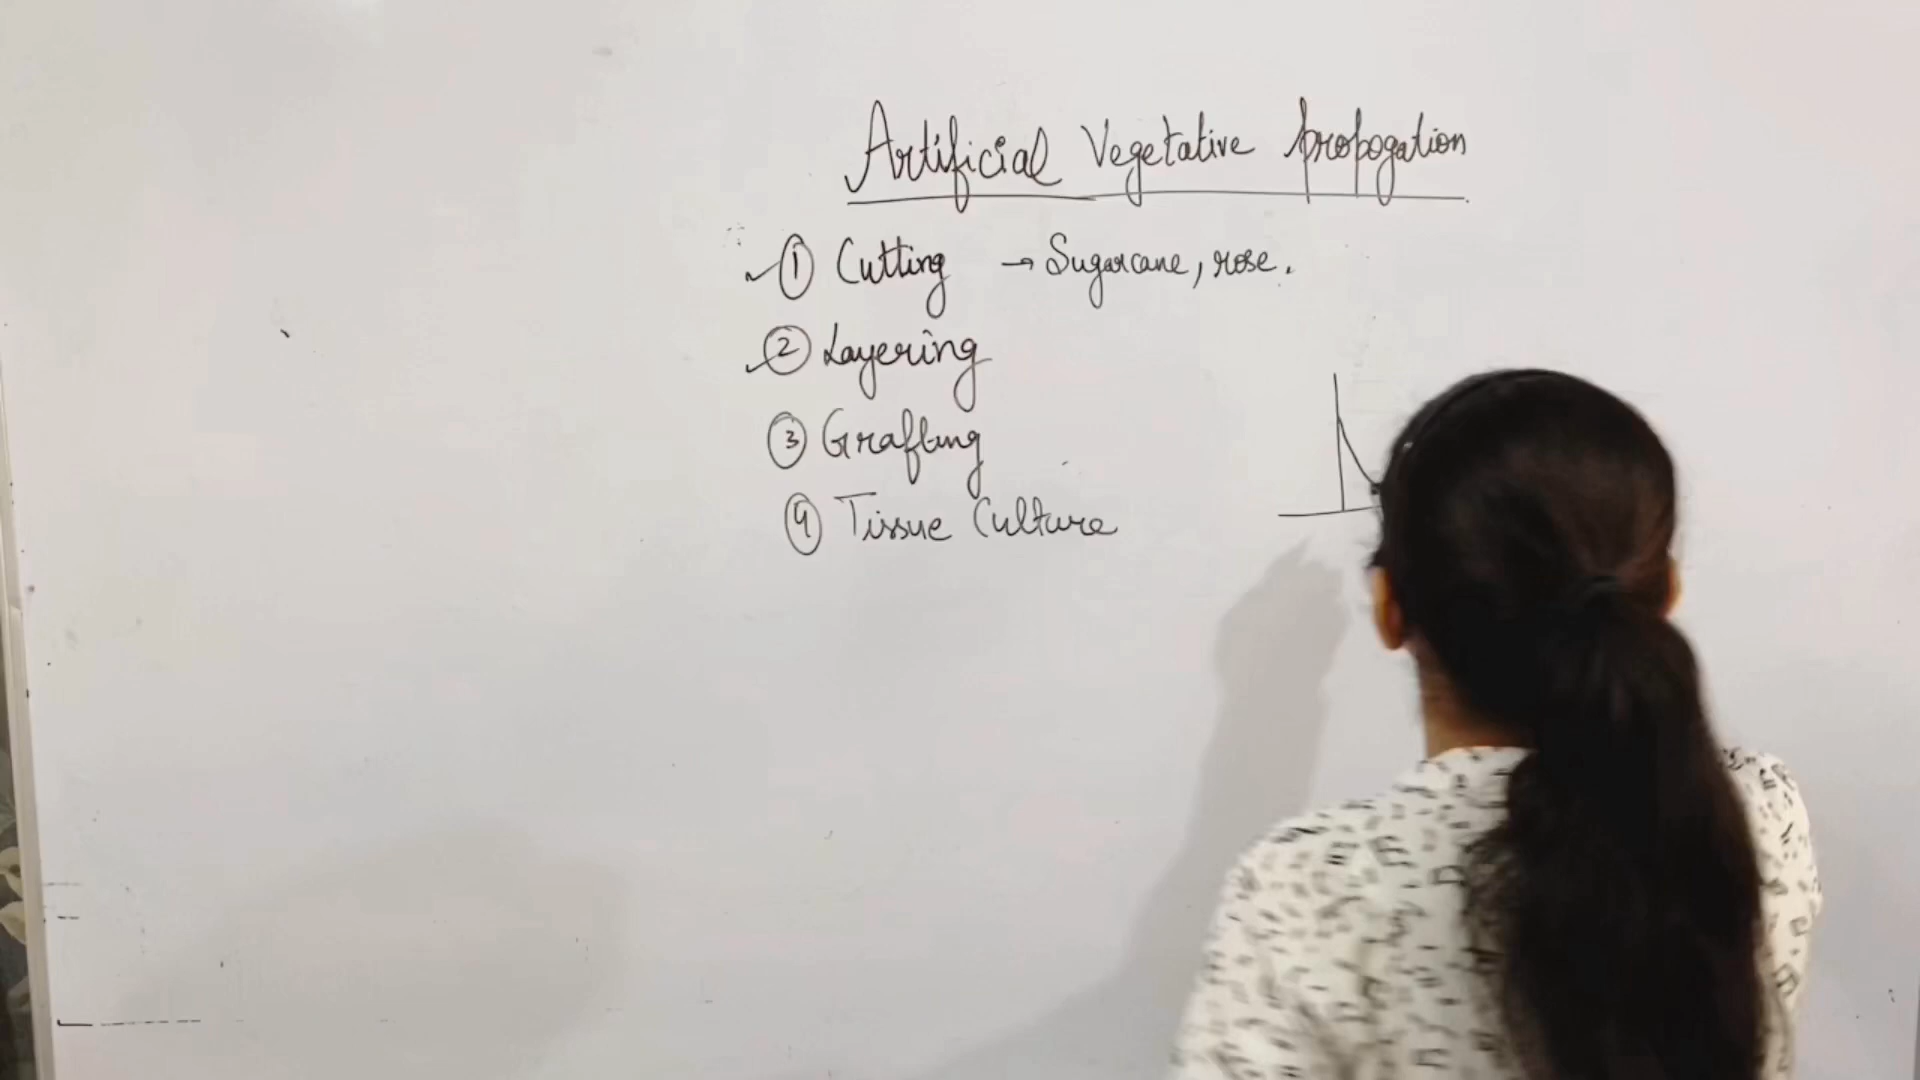 Artificial Vegetative propogation
① Cutting → Sugarcane, rose.
② Layering
③ Grafting
④ Tissue Culture